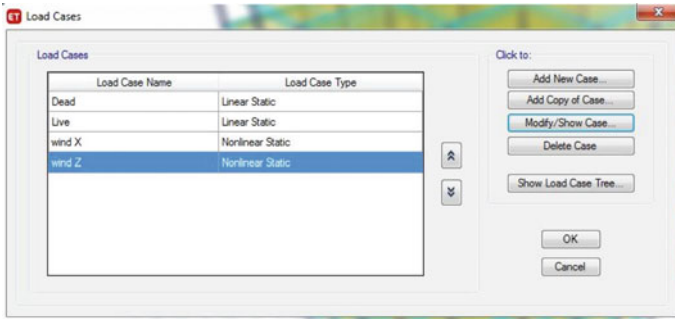 ET Load Cases
Load Cases
Click to:
Load Case Name Load Case Type
Dead Linear Static
Live Linear Static
wind X Nonlinear Static
wind Z Nonlinear Static
Add New Case...
Add Copy of Case...
Modify/Show Case...
Delete Case
Show Load Case Tree...
OK
Cancel